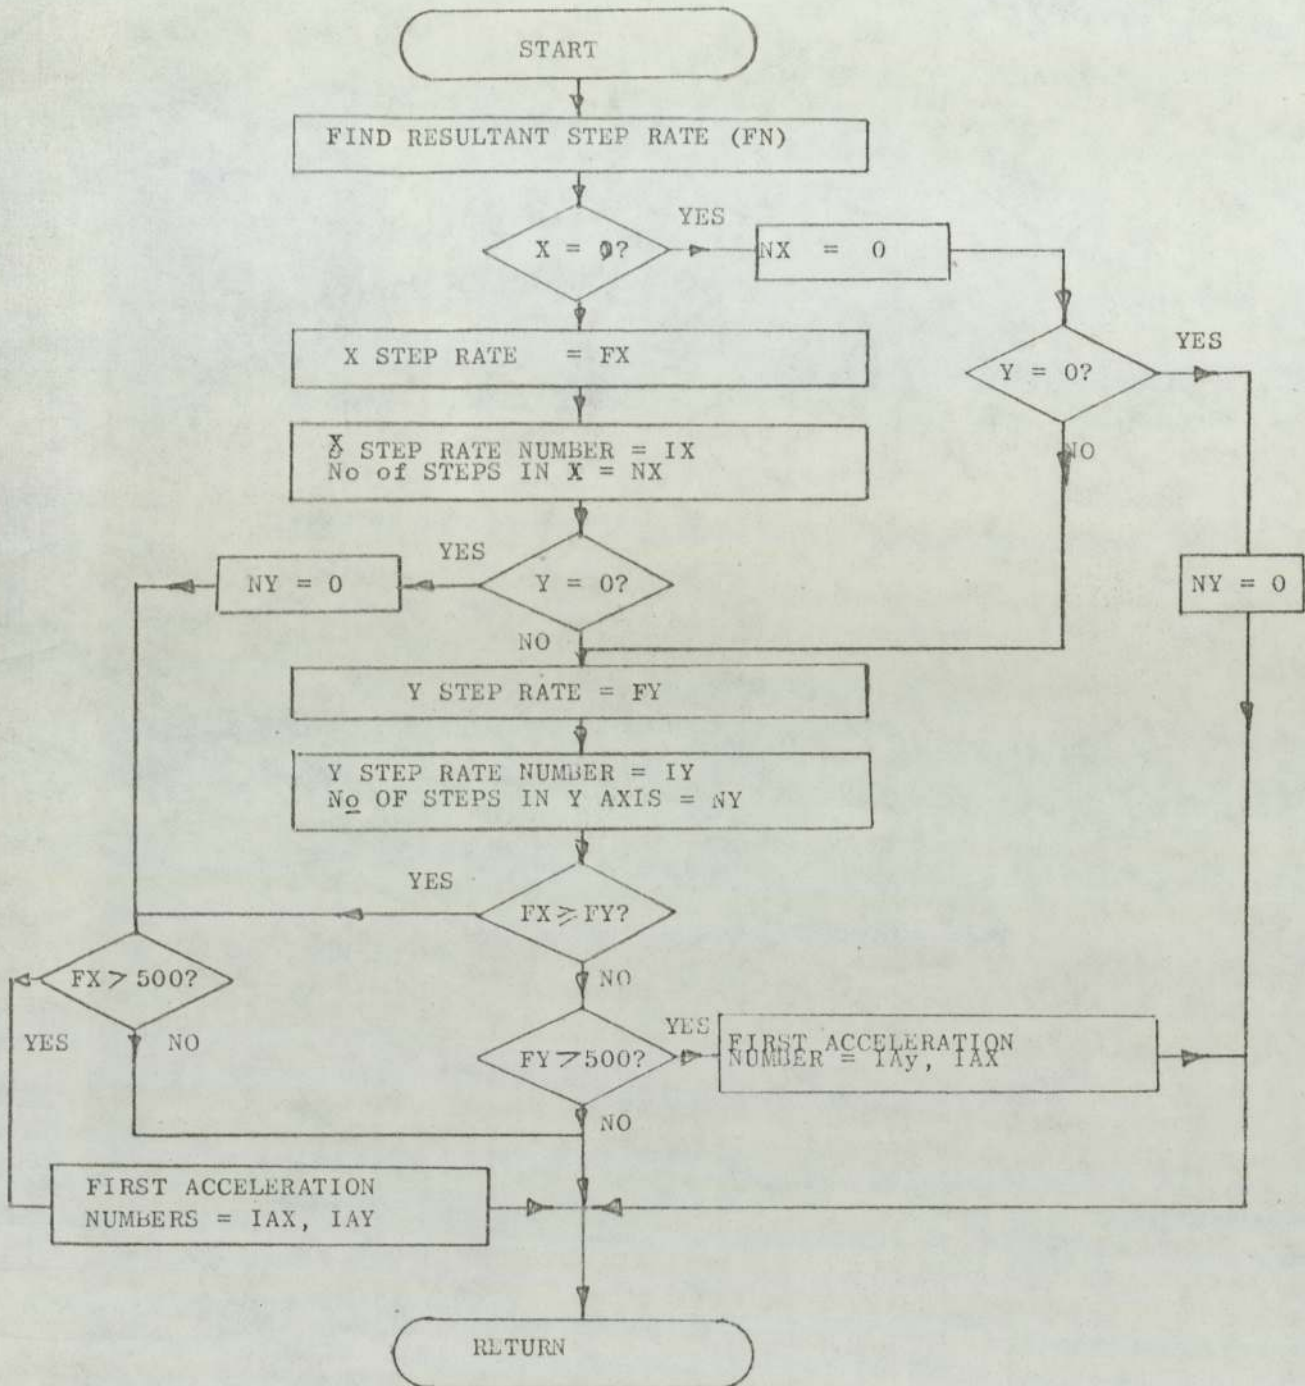 START
FIND RESULTANT STEP RATE (FN)
X = 0?
YES
NX = 0
X STEP RATE = FX
Y = 0?
YES
NO
X STEP RATE NUMBER = IX
No of STEPS IN X = NX
YES
NY = 0
Y = 0?
NO
NY = 0
Y STEP RATE = FY
Y STEP RATE NUMBER = IY
No OF STEPS IN Y AXIS = NY
YES
FX ⩾ FY?
NO
FX > 500?
YES
NO
FY > 500?
YES
NO
FIRST ACCELERATION
NUMBER = IAy, IAX
FIRST ACCELERATION
NUMBERS = IAX, IAY
RETURN